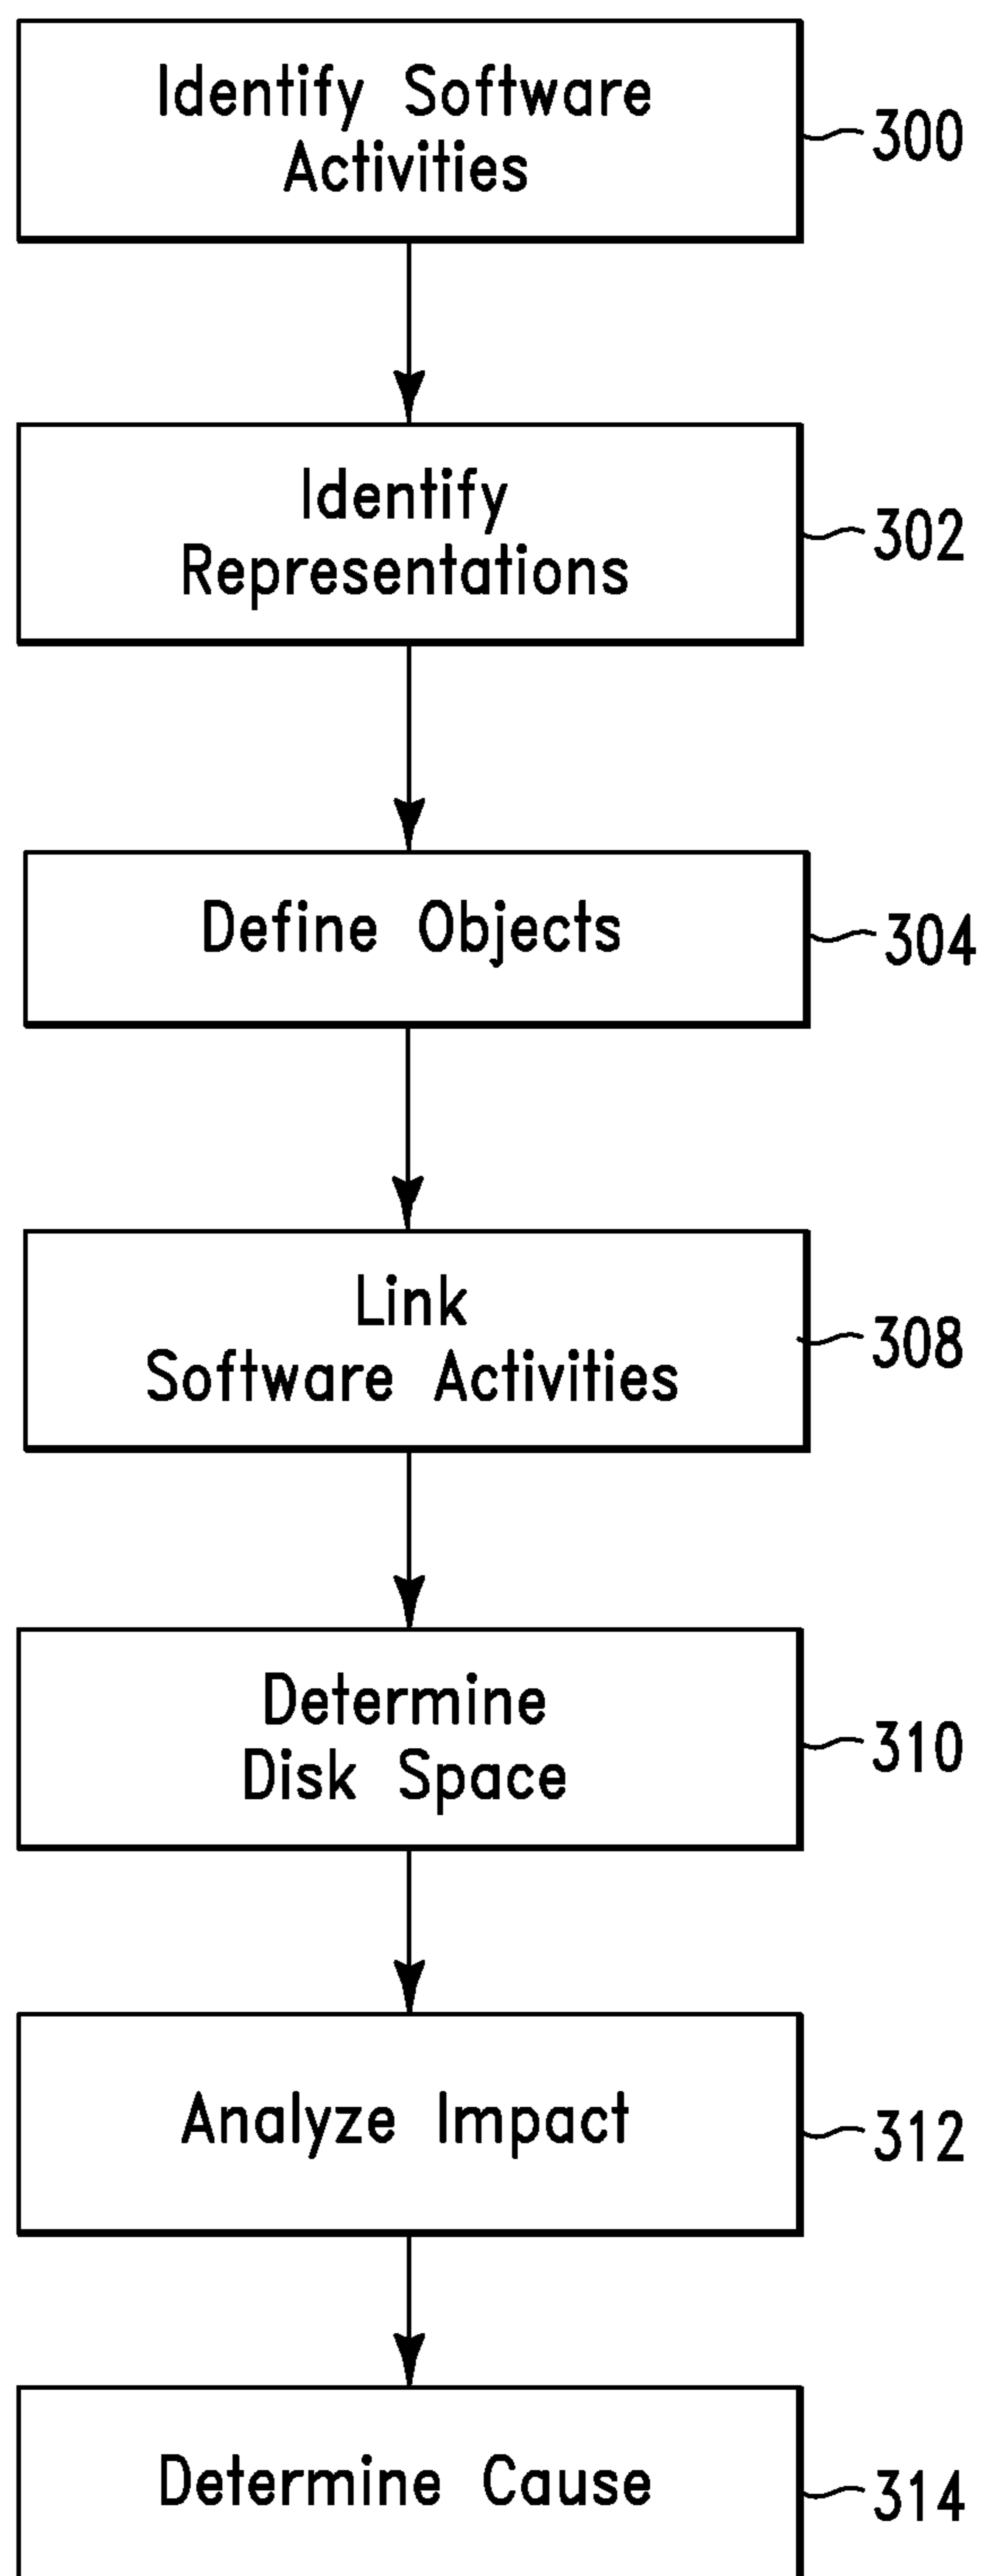 Identify Software
Activities
300
Identify
Representations
302
Define Objects
304
Link
Software Activities
308
Determine
Disk Space
310
Analyze Impact
312
Determine Cause
314